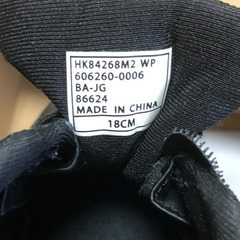 HK84268M2 WP
606260-0006
BA-JG
86624
MADE IN CHINA
18CM